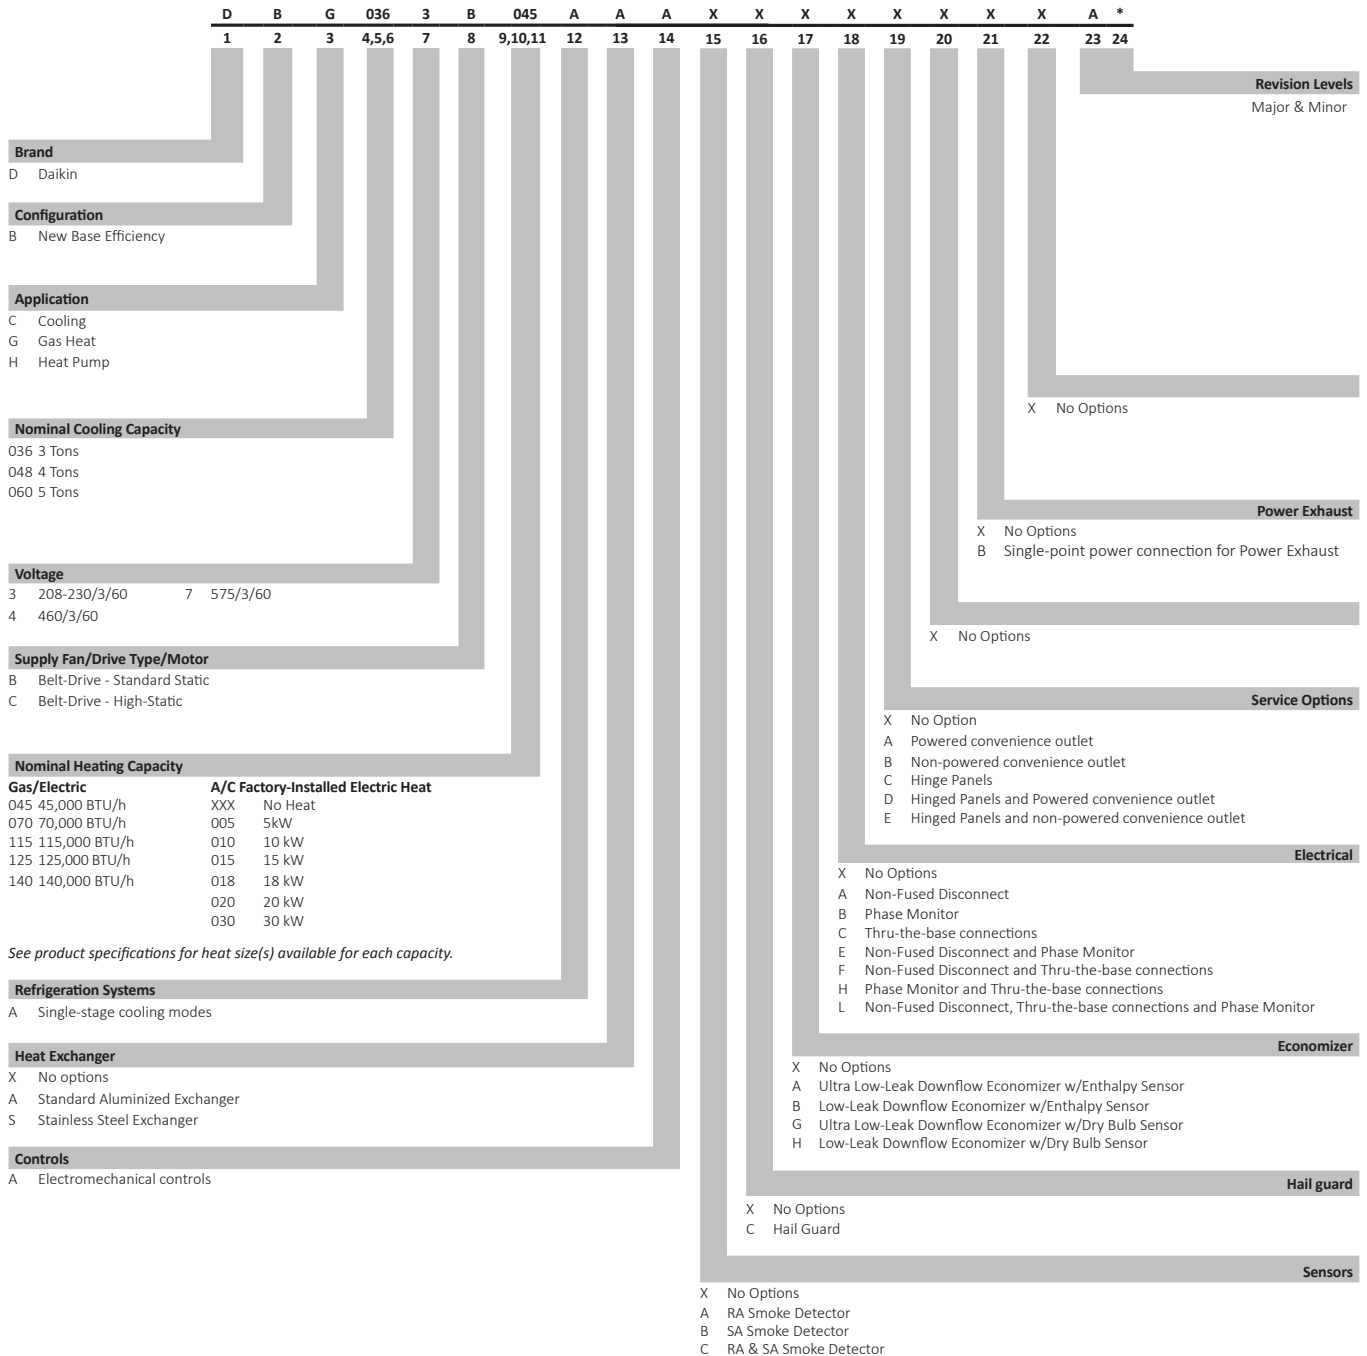 D B G 036 3 B 045 A A A X X X X X X X X A *
1 2 3 4,5,6 7 8 9,10,11 12 13 14 15 16 17 18 19 20 21 22 23 24
Revision Levels
Major & Minor
Brand
D Daikin
Configuration
B New Base Efficiency
Application
C Cooling
G Gas Heat
H Heat Pump
X No Options
Nominal Cooling Capacity
036 3 Tons
048 4 Tons
060 5 Tons
Power Exhaust
X No Options
B Single-point power connection for Power Exhaust
Voltage
3 208-230/3/60 7 575/3/60
4 460/3/60
X No Options
Supply Fan/Drive Type/Motor
B Belt-Drive - Standard Static
C Belt-Drive - High-Static
Service Options
X No Option
A Powered convenience outlet
B Non-powered convenience outlet
C Hinge Panels
D Hinged Panels and Powered convenience outlet
E Hinged Panels and non-powered convenience outlet
Nominal Heating Capacity
Gas/Electric A/C Factory-Installed Electric Heat
045 45,000 BTU/h XXX No Heat
070 70,000 BTU/h 005 5kW
115 115,000 BTU/h 010 10 kW
125 125,000 BTU/h 015 15 kW
140 140,000 BTU/h 018 18 kW
020 20 kW
030 30 kW
See product specifications for heat size(s) available for each capacity.
Electrical
X No Options
A Non-Fused Disconnect
B Phase Monitor
C Thru-the-base connections
E Non-Fused Disconnect and Phase Monitor
F Non-Fused Disconnect and Thru-the-base connections
H Phase Monitor and Thru-the-base connections
L Non-Fused Disconnect, Thru-the-base connections and Phase Monitor
Refrigeration Systems
A Single-stage cooling modes
Heat Exchanger
X No options
A Standard Aluminized Exchanger
S Stainless Steel Exchanger
Economizer
X No Options
A Ultra Low-Leak Downflow Economizer w/Enthalpy Sensor
B Low-Leak Downflow Economizer w/Enthalpy Sensor
G Ultra Low-Leak Downflow Economizer w/Dry Bulb Sensor
H Low-Leak Downflow Economizer w/Dry Bulb Sensor
Controls
A Electromechanical controls
Hail guard
X No Options
C Hail Guard
Sensors
X No Options
A RA Smoke Detector
B SA Smoke Detector
C RA & SA Smoke Detector